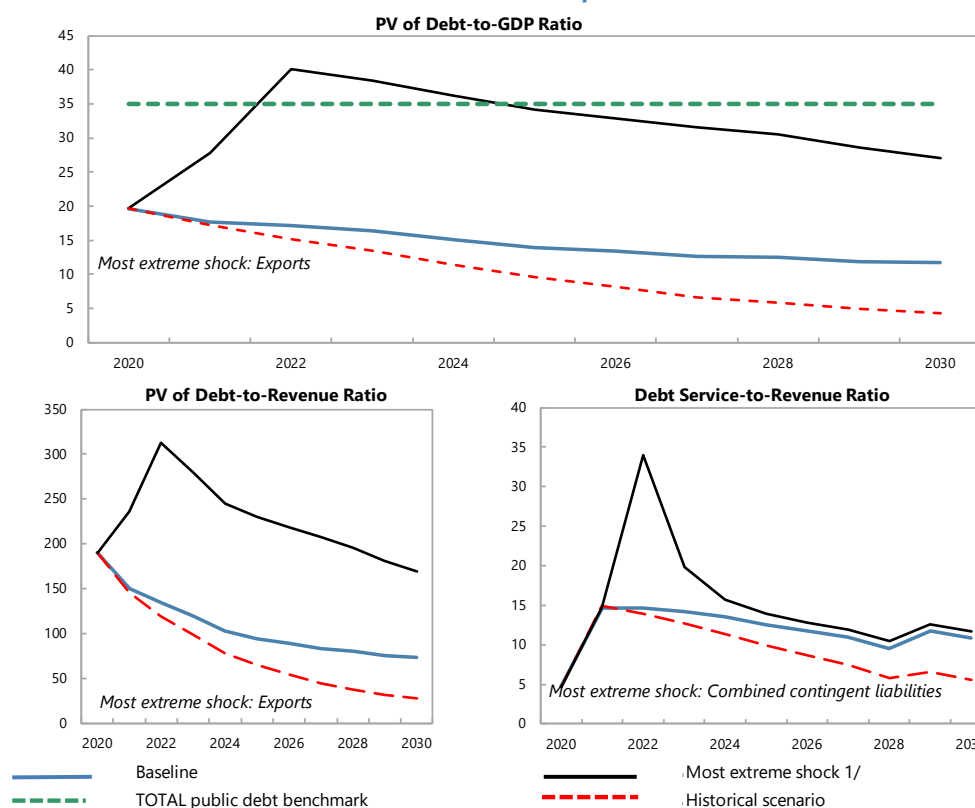 PV of Debt-to-GDP Ratio
45
40
35
30
25
20
15
10
5
0
Most extreme shock: Exports
2020 2022 2024 2026 2028 2030
PV of Debt-to-Revenue Ratio
350
300
250
200
150
100
50
0
Most extreme shock: Exports
2020 2022 2024 2026 2028 2030
Debt Service-to-Revenue Ratio
40
35
30
25
20
15
10
5
0
Most extreme shock: Combined contingent liabilities
2020 2022 2024 2026 2028
Baseline
Most extreme shock 1/
TOTAL public debt benchmark
Historical scenario